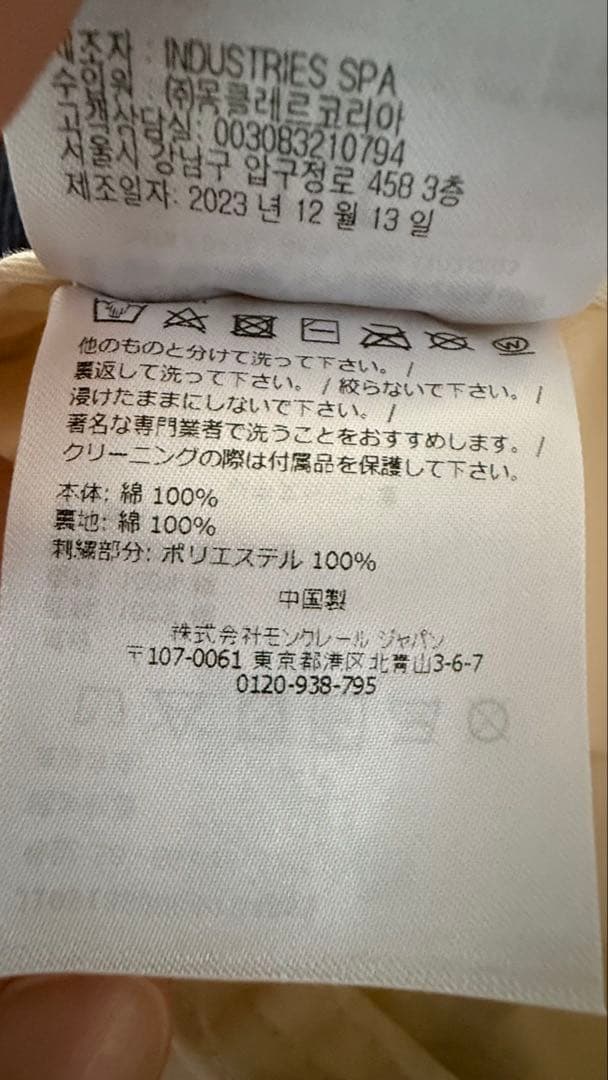 제조자 : INDUSTRIES SPA
수입원 : (주)몽클레르코리아
고객상담실: 003083210794
서울시 강남구 압구정로 458 3층
제조일자: 2023 년 12 월 13 일
他のものと分けて洗って下さい。 /
裏返して洗って下さい。 / 絞らないで下さい。 /
浸けたままにしないで下さい。 /
著名な専門業者で洗うことをおすすめします。 /
クリーニングの際は付属品を保護して下さい。
本体: 綿 100%
裏地: 綿 100%
刺繍部分: ポリエステル 100%
中国製
株式会社モンクレール ジャパン
〒107-0061 東京都港区北青山3-6-7
0120-938-795